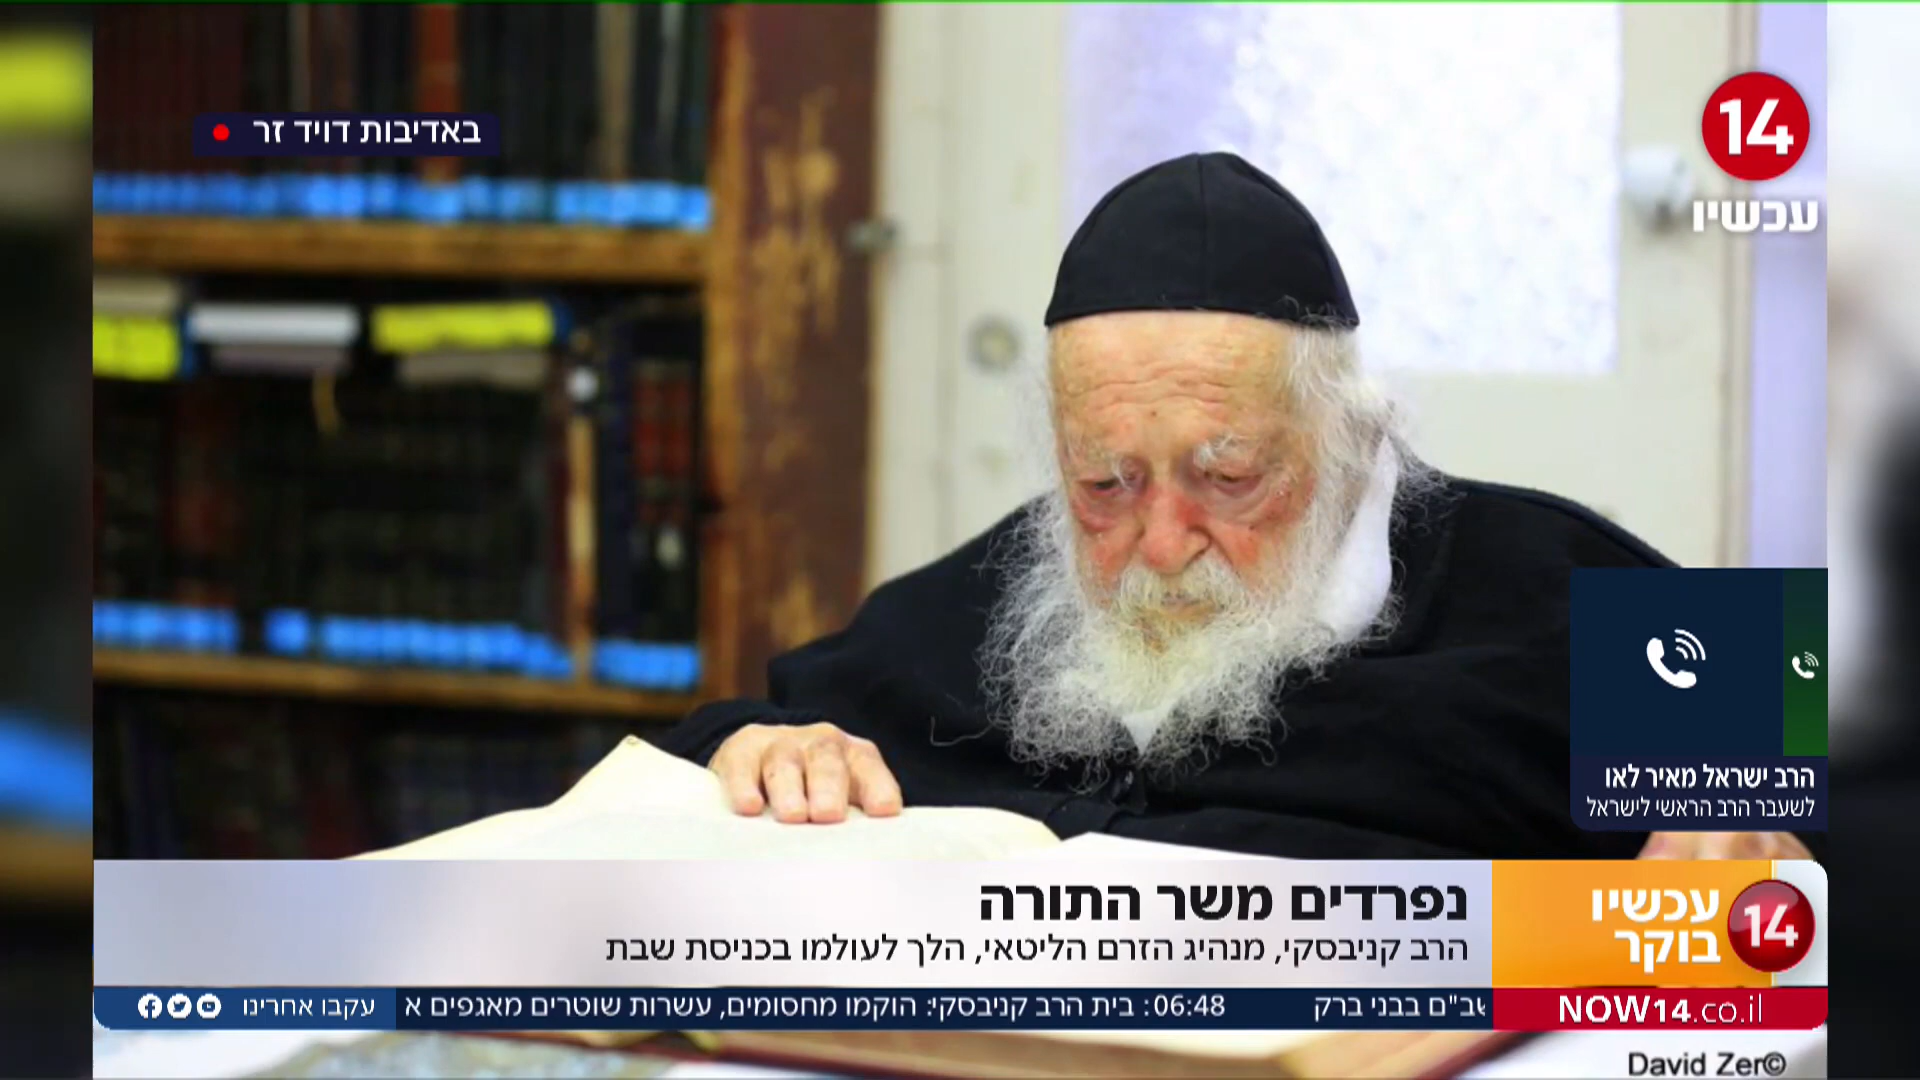 באדיבות דויד זר
14
עכשיו
הרב ישראל מאיר לאו
לשעבר הרב הראשי לישראל
נפרדים משר התורה
הרב קניבסקי, מנהיג הזרם הליטאי, הלך לעולמו בכניסת שבת
עכשיו 14
בוקר
שב"ם בבני ברק 06:48: בית הרב קניבסקי: הוקמו מחסומים, עשרות שוטרים מאגפים א
עקבו אחרינו
NOW14.co.il
David Zer©